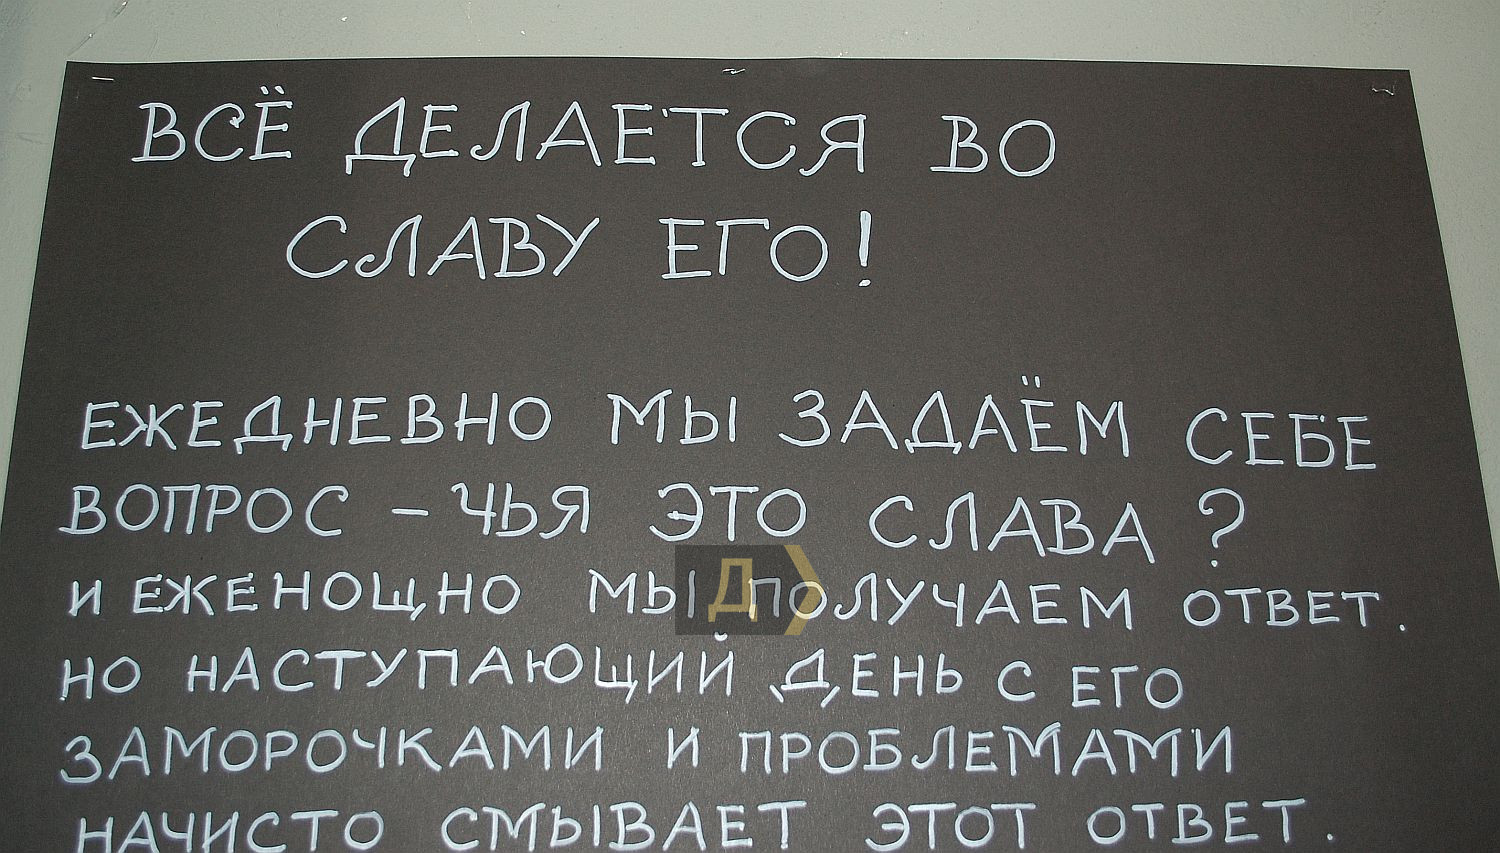 ВСЁ ДЕЛАЕТСЯ ВО
СЛАВУ ЕГО!
ЕЖЕДНЕВНО МЫ ЗАДАЁМ СЕБЕ
ВОПРОС – ЧЬЯ ЭТО СЛАВА?
И ЕЖЕНОЩНО МЫ ПОЛУЧАЕМ ОТВЕТ.
НО НАСТУПАЮЩИЙ ДЕНЬ С ЕГО
ЗАМОРОЧКАМИ И ПРОБЛЕМАМИ
НАЧИСТО СМЫВАЕТ ЭТОТ ОТВЕТ.
Д